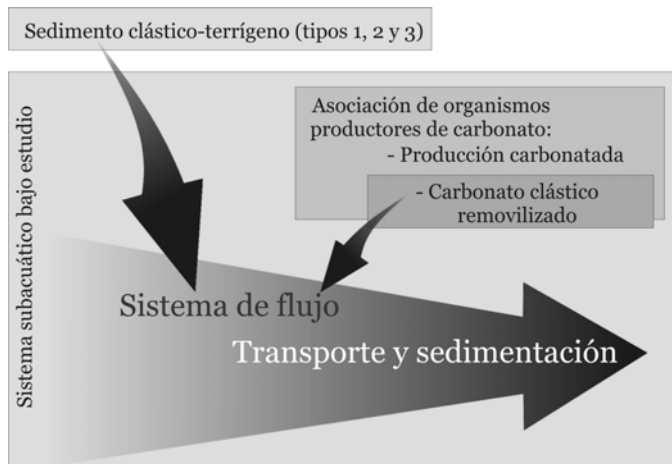 Sedimento clástico-terrígeno (tipos 1, 2 y 3)
Sistema subacuático bajo estudio
Asociación de organismos
productores de carbonato:
- Producción carbonatada
- Carbonato clástico
removilizado
Sistema de flujo
Transporte y sedimentación